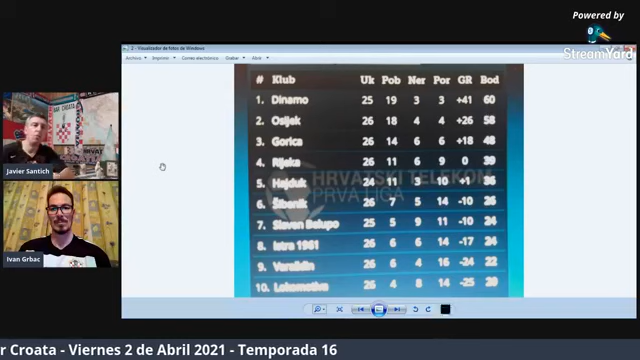 Powered by
StreamYard
2 - Visualizador de fotos de Windows
Archivo Imprimir Correo electrónico Grabar Abrir
# Klub Uk Pob Ner Por GR Bod
1. Dinamo 25 19 3 3 +41 60
2. Osijek 26 18 4 4 +26 58
3. Gorica 26 14 6 6 +18 48
4. Rijeka 26 11 6 9 0 39
5. Hajduk 24 11 3 10 +1 36
6. Šibenik 26 7 5 14 -10 26
7. Slaven Belupo 25 5 9 11 -10 24
8. Istra 1961 26 6 6 14 -17 24
9. Varaždin 26 6 4 16 -24 22
10. Lokomotiva 26 4 8 14 -25 20
HRVATSKI TELEKOM
PRVA LIGA
Javier Santich
Ivan Grbac
r Croata - Viernes 2 de Abril 2021 - Temporada 16